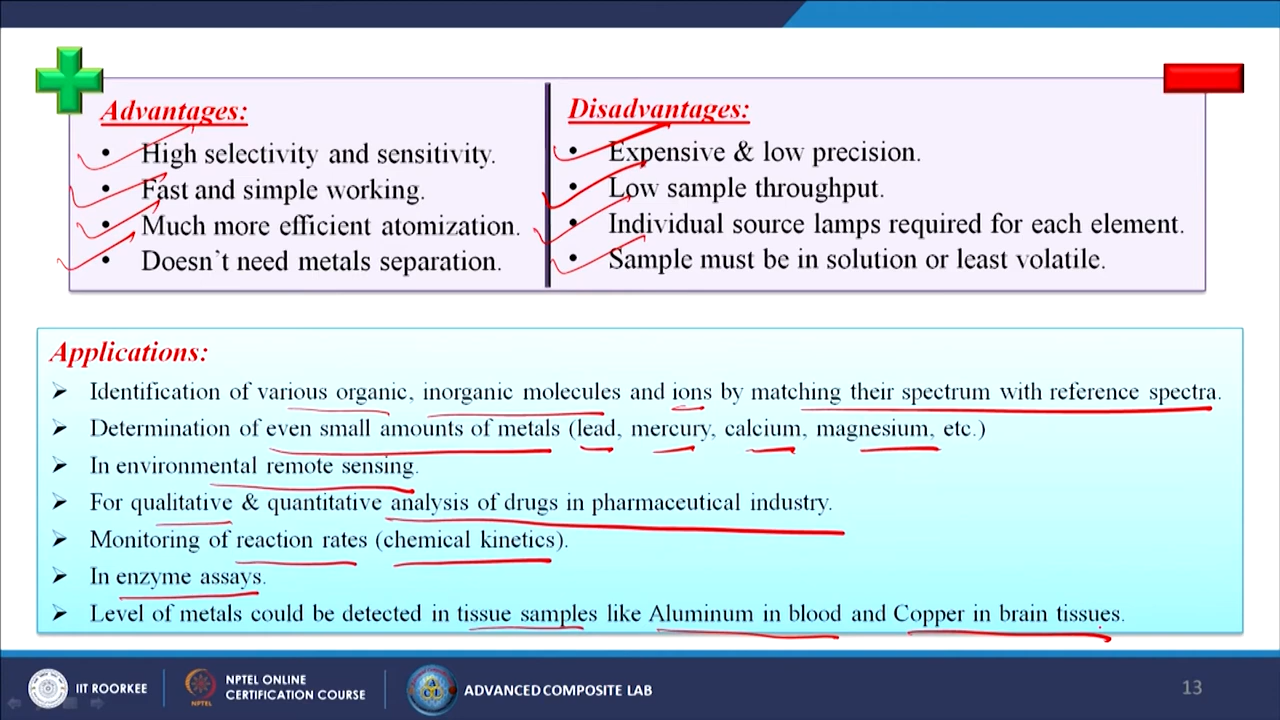 Advantages:
• High selectivity and sensitivity.
• Fast and simple working.
• Much more efficient atomization.
• Doesn't need metals separation.
Disadvantages:
• Expensive & low precision.
• Low sample throughput.
• Individual source lamps required for each element.
• Sample must be in solution or least volatile.
Applications:
➢ Identification of various organic, inorganic molecules and ions by matching their spectrum with reference spectra.
➢ Determination of even small amounts of metals (lead, mercury, calcium, magnesium, etc.)
➢ In environmental remote sensing.
➢ For qualitative & quantitative analysis of drugs in pharmaceutical industry.
➢ Monitoring of reaction rates (chemical kinetics).
➢ In enzyme assays.
➢ Level of metals could be detected in tissue samples like Aluminum in blood and Copper in brain tissues.
IIT ROORKEE
NPTEL
NPTEL ONLINE
CERTIFICATION COURSE
ADVANCED COMPOSITE LAB
13